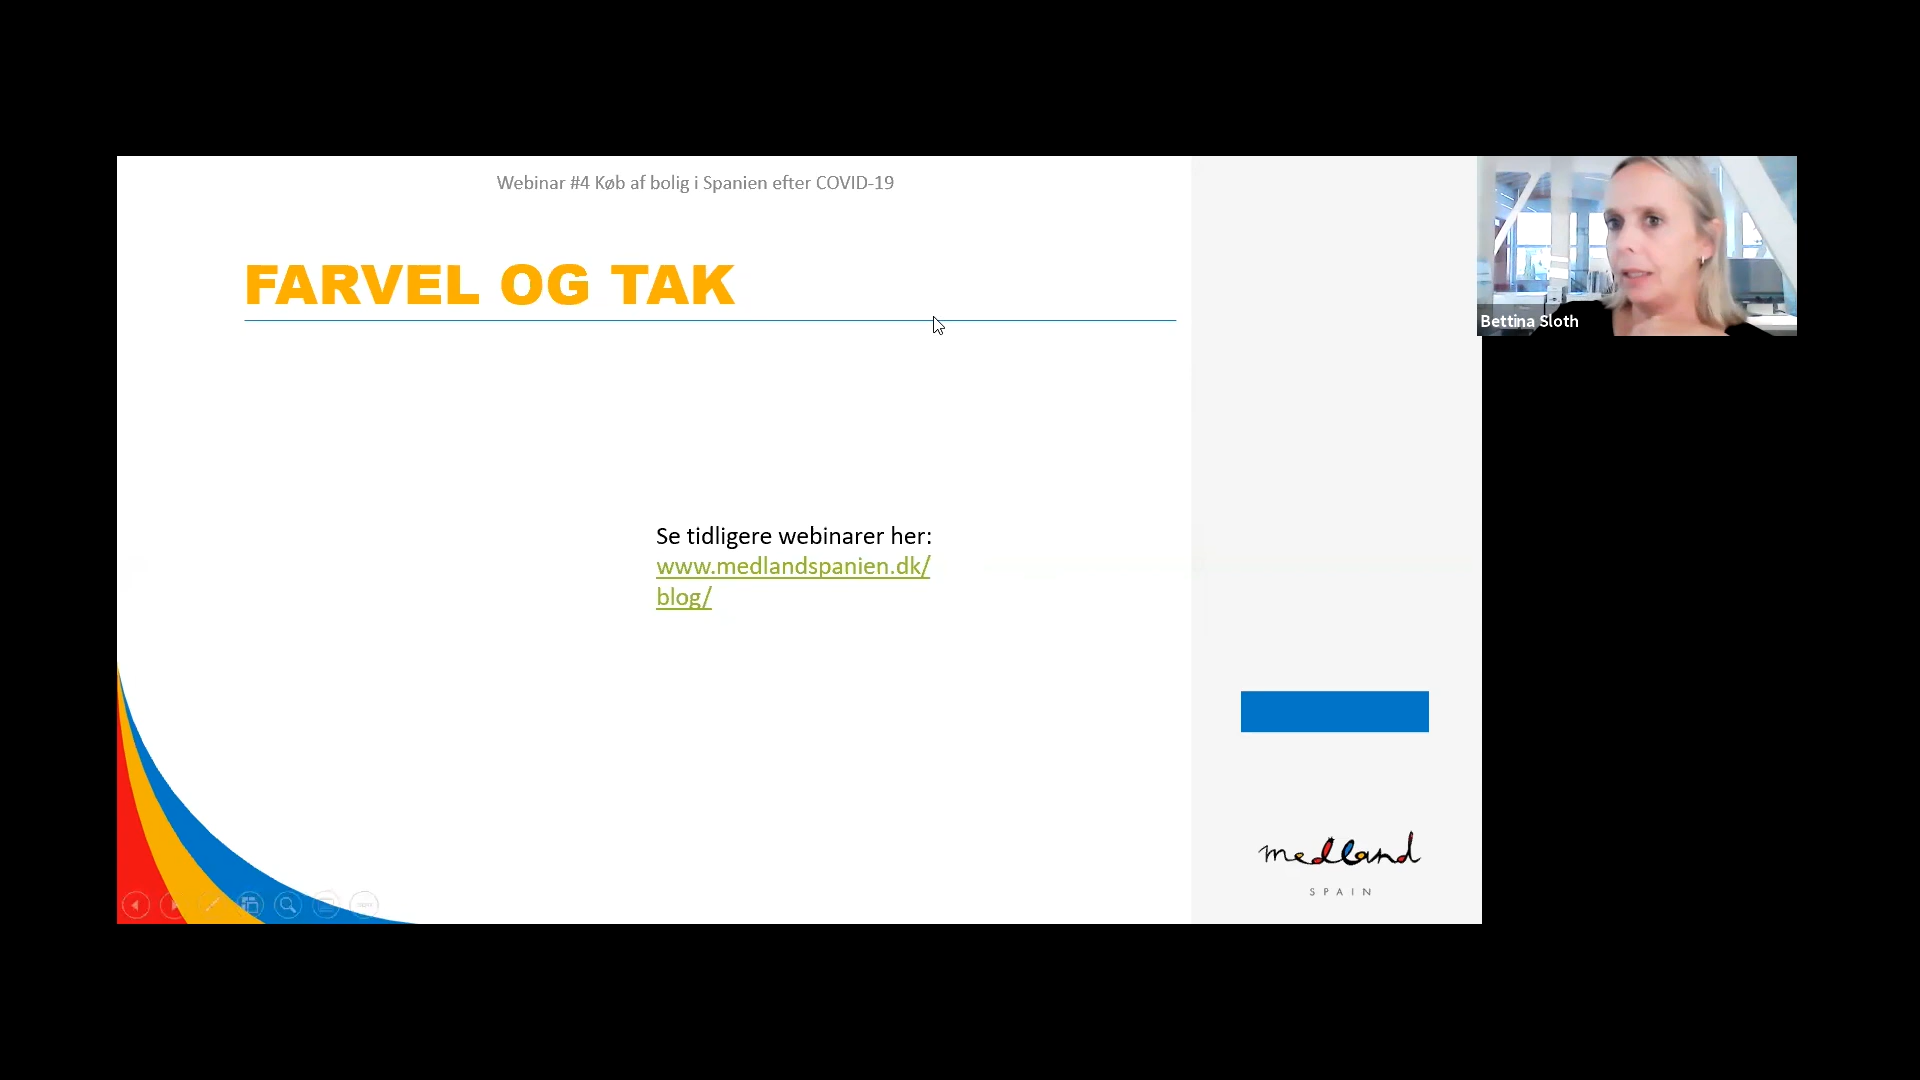 Webinar #4 Køb af bolig i Spanien efter COVID-19
FARVEL OG TAK
Bettina Sloth
Se tidligere webinarer her:
www.medlandspanien.dk/
blog/
medland
SPAIN